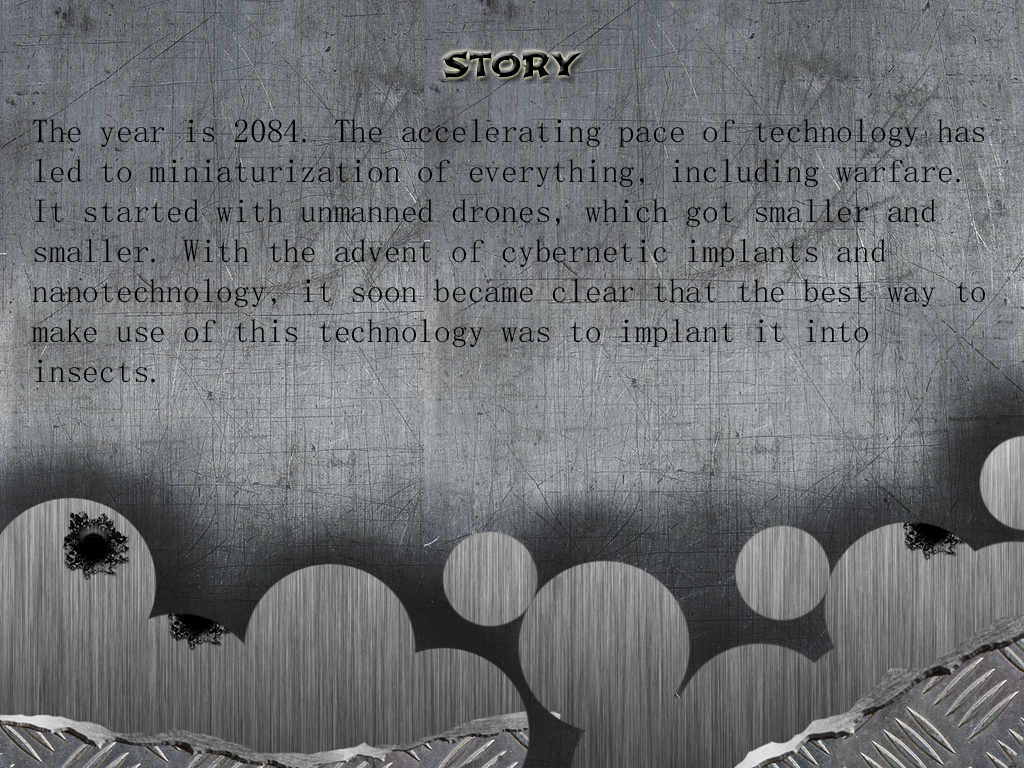 STORY
The year is 2084. The accelerating pace of technology has
led to miniaturization of everything, including warfare.
It started with unmanned drones, which got smaller and
smaller. With the advent of cybernetic implants and
nanotechnology, it soon became clear that the best way to
make use of this technology was to implant it into
insects.